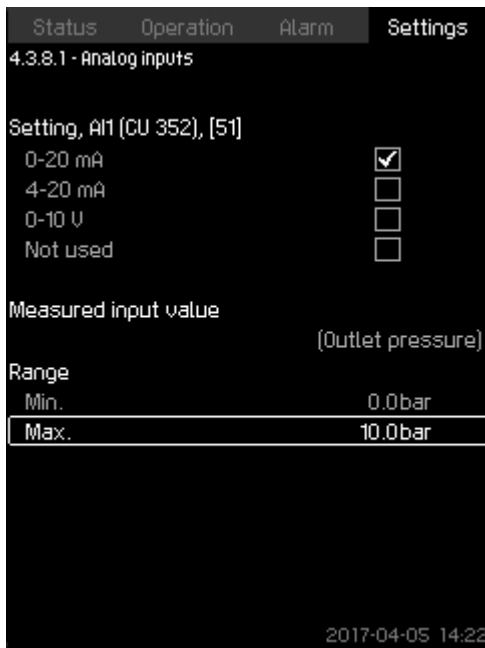 Status Operation Alarm Settings
4.3.8.1 - Analog inputs
Setting, AI1 (CU 352), [51]
0-20 mA
4-20 mA
0-10 V
Not used
Measured input value
(Outlet pressure)
Range
Min. 0.0bar
Max. 10.0bar
2017-04-05 14:22